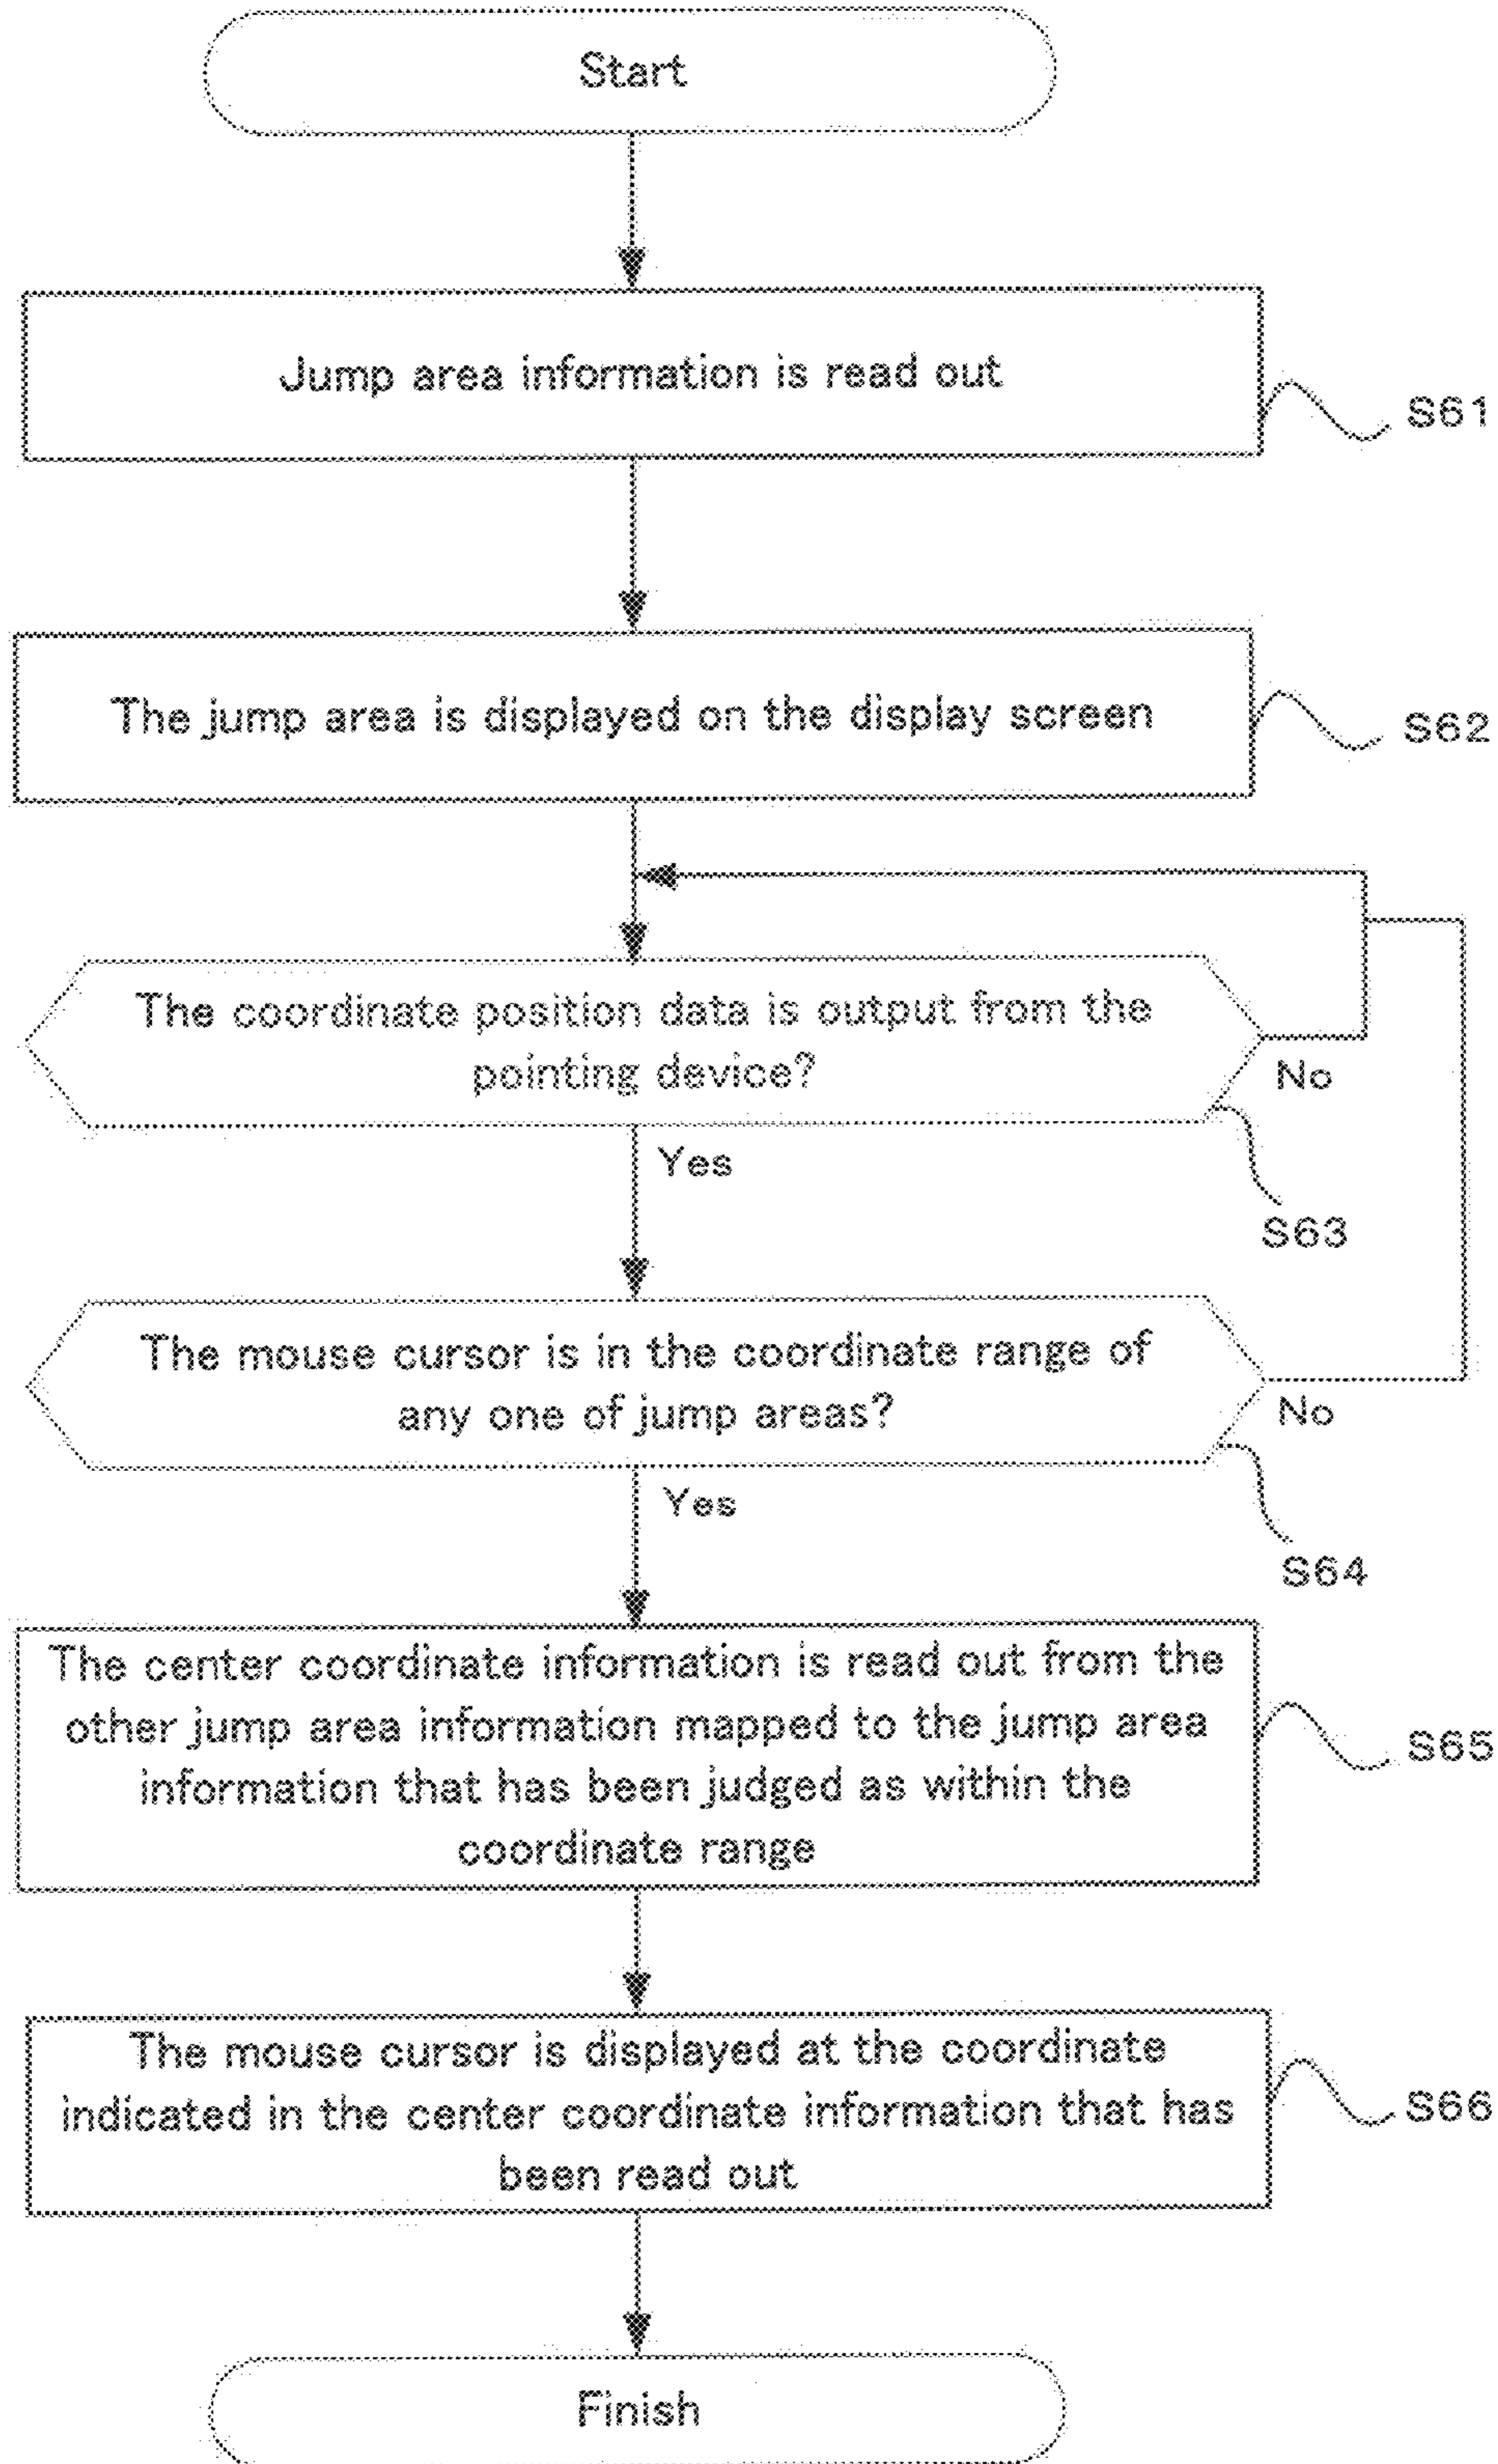 Start
Jump area information is read out
S61
The jump area is displayed on the display screen
S62
The coordinate position data is output from the
pointing device?
No
Yes
S63
The mouse cursor is in the coordinate range of
any one of jump areas?
No
Yes
S64
The center coordinate information is read out from the
other jump area information mapped to the jump area
information that has been judged as within the
coordinate range
S65
The mouse cursor is displayed at the coordinate
indicated in the center coordinate information that has
been read out
S66
Finish